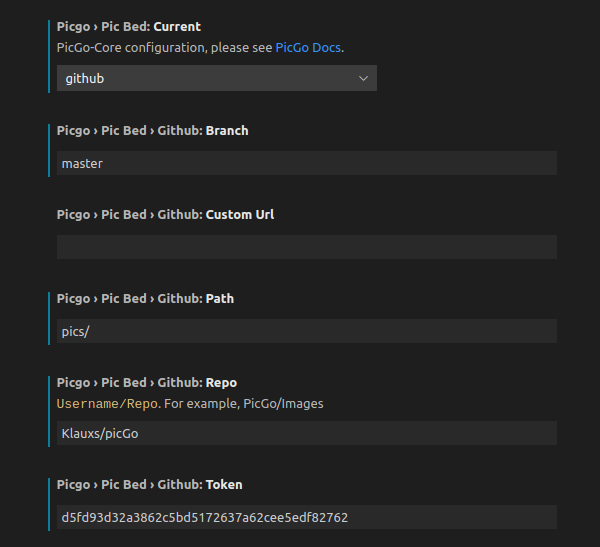 Picgo › Pic Bed: Current
PicGo-Core configuration, please see PicGo Docs.
github
Picgo › Pic Bed › Github: Branch
master
Picgo › Pic Bed › Github: Custom Url
Picgo › Pic Bed › Github: Path
pics/
Picgo › Pic Bed › Github: Repo
Username/Repo. For example, PicGo/Images
Klauxs/picGo
Picgo › Pic Bed › Github: Token
d5fd93d32a3862c5bd5172637a62cee5edf82762